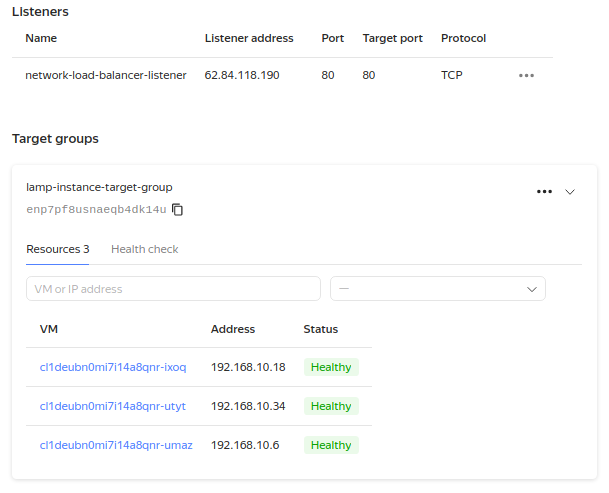 Listeners
Name Listener address Port Target port Protocol
network-load-balancer-listener 62.84.118.190 80 80 TCP
Target groups
lamp-instance-target-group
enp7pf8usnaeqb4dk14u
Resources 3 Health check
VM or IP address —
VM Address Status
cl1deubn0mi7i14a8qnr-ixoq 192.168.10.18 Healthy
cl1deubn0mi7i14a8qnr-utyt 192.168.10.34 Healthy
cl1deubn0mi7i14a8qnr-umaz 192.168.10.6 Healthy